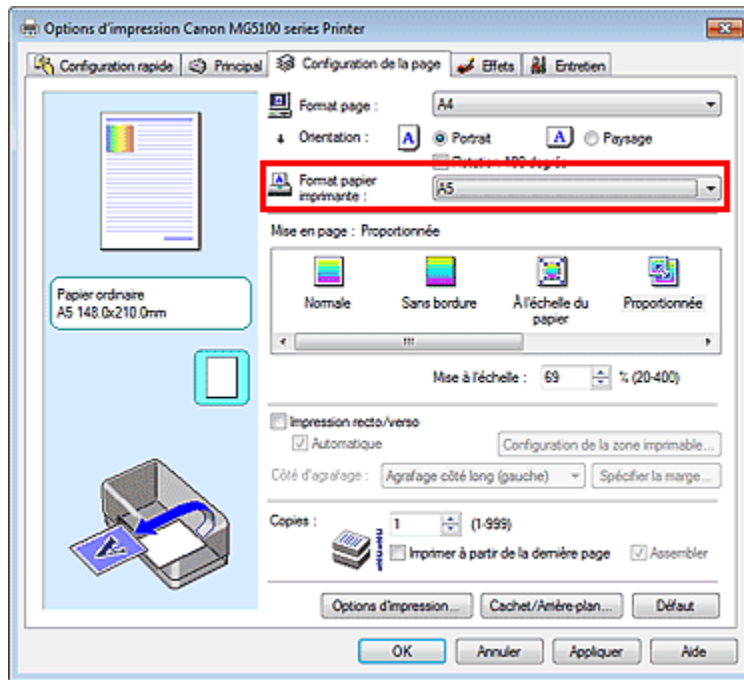 Options d'impression Canon MG5100 series Printer
Configuration rapide
Principal
Configuration de la page
Effets
Entretien
Format page :
A4
Orientation :
A
Portrait
A
Paysage
Format papier
imprimante :
A5
Mise en page : Proportionnée
Normale
Sans bordure
À l'échelle du
papier
Proportionnée
Papier ordinaire
A5 148.0x210.0mm
Mise à l'échelle :
69
% (20-400)
Impression recto/verso
Automatique
Configuration de la zone imprimable...
Côté d'agrafage :
Agrafage côté long (gauche)
Spécifier la marge...
Copies :
1
(1-999)
Imprimer à partir de la dernière page
Assembler
Options d'impression...
Cachet/Arrière-plan...
Défaut
OK
Annuler
Appliquer
Aide